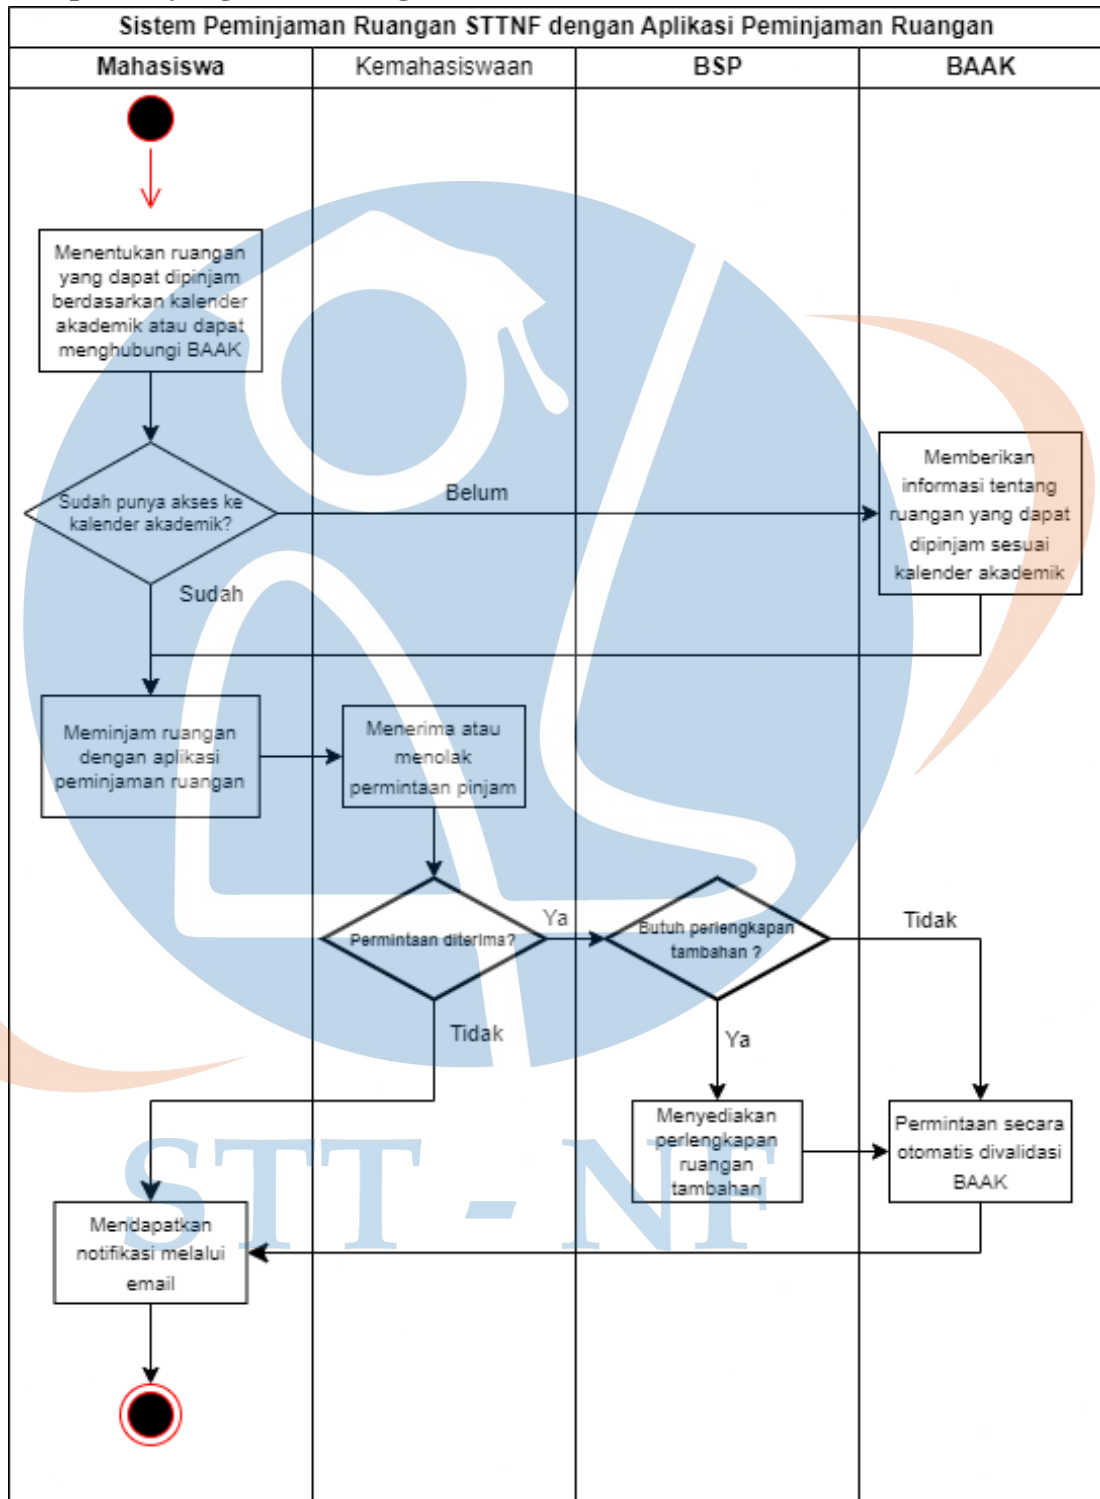 Sistem Peminjaman Ruangan STTNF dengan Aplikasi Peminjaman Ruangan
Mahasiswa
Kemahasiswaan
BSP
BAAK
Menentukan ruangan
yang dapat dipinjam
berdasarkan kalender
akademik atau dapat
menghubungi BAAK
Sudah punya akses ke
kalender akademik?
Belum
Memberikan
informasi tentang
ruangan yang dapat
dipinjam sesuai
kalender akademik
Sudah
Meminjam ruangan
dengan aplikasi
peminjaman ruangan
Menerima atau
menolak
permintaan pinjam
Permintaan diterima?
Ya
Butuh perlengkapan
tambahan ?
Tidak
Tidak
Ya
Menyediakan
perlengkapan
ruangan
tambahan
Permintaan secara
otomatis divalidasi
BAAK
STT - NF
Mendapatkan
notifikasi melalui
email